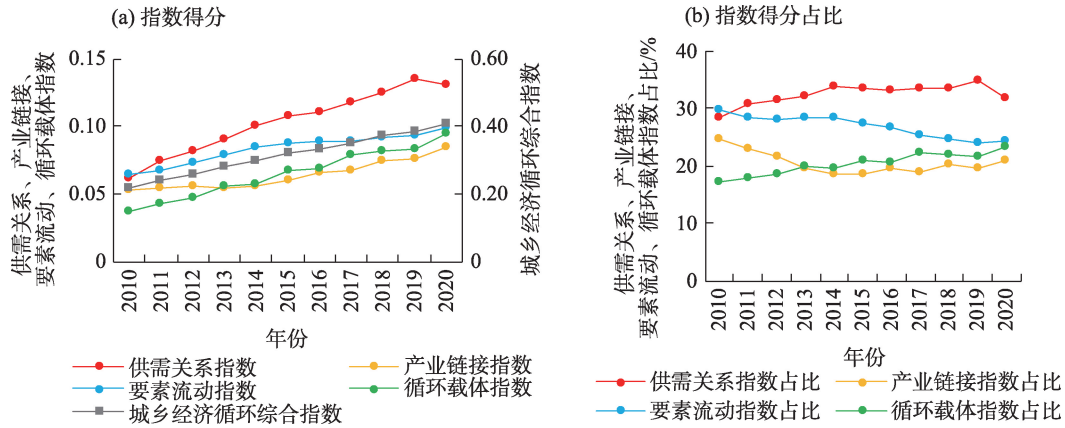 (a) 指数得分
供需关系、产业链接、
要素流动、循环载体指数
0.15
0.10
0.05
0
0.60
0.40
0.20
0
城乡经济循环综合指数
2010
2011
2012
2013
2014
2015
2016
2017
2018
2019
2020
年份
供需关系指数
产业链接指数
要素流动指数
循环载体指数
城乡经济循环综合指数
(b) 指数得分占比
供需关系、产业链接、
要素流动、循环载体指数占比/%
40
30
20
10
0
2010
2011
2012
2013
2014
2015
2016
2017
2018
2019
2020
年份
供需关系指数占比
产业链接指数占比
要素流动指数占比
循环载体指数占比